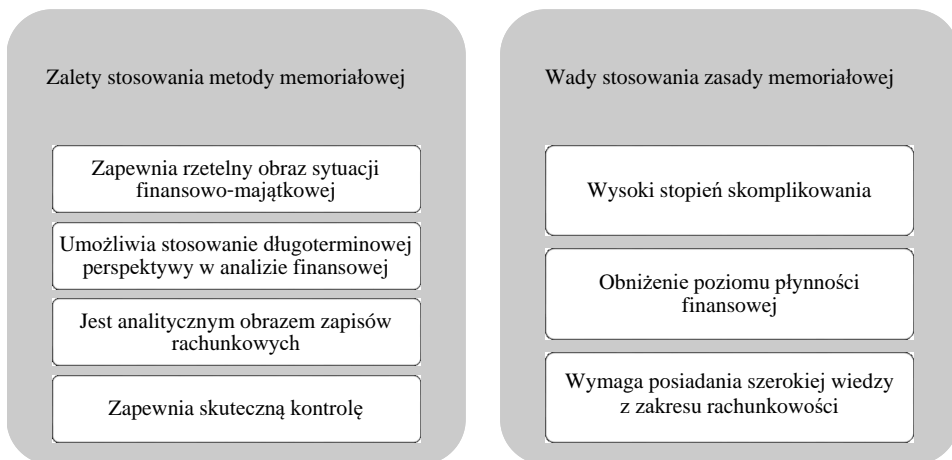 Zalety stosowania metody memoriałowej
Zapewnia rzetelny obraz sytuacji
finansowo-majątkowej
Umożliwia stosowanie długoterminowej
perspektywy w analizie finansowej
Jest analitycznym obrazem zapisów
rachunkowych
Zapewnia skuteczną kontrolę
Wady stosowania zasady memoriałowej
Wysoki stopień skomplikowania
Obniżenie poziomu płynności
finansowej
Wymaga posiadania szerokiej wiedzy
z zakresu rachunkowości